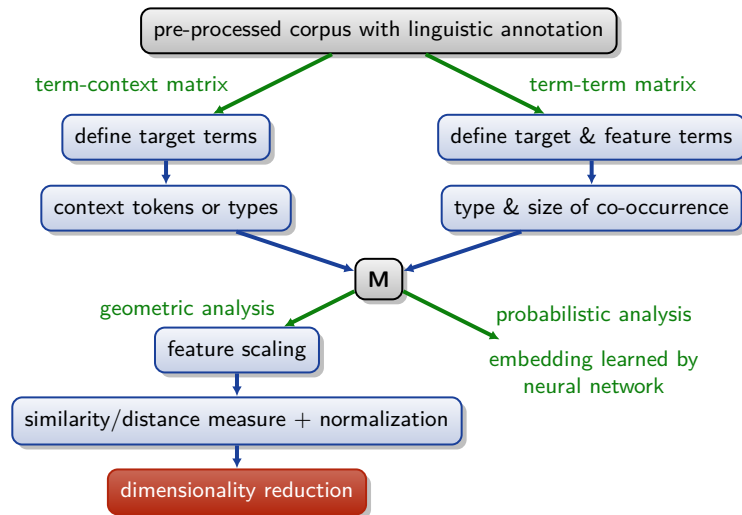 pre-processed corpus with linguistic annotation
term-context matrix
term-term matrix
define target terms
define target & feature terms
context tokens or types
type & size of co-occurrence
M
geometric analysis
probabilistic analysis
feature scaling
embedding learned by
neural network
similarity/distance measure + normalization
dimensionality reduction